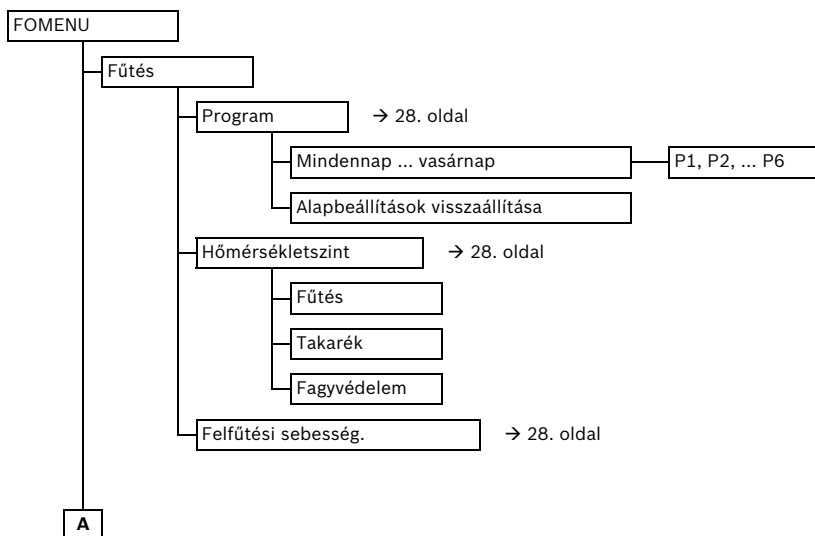 FOMENU
Fűtés
Program → 28. oldal
Mindennap ... vasárnap P1, P2, ... P6
Alapbeállítások visszaállítása
Hőmérsékletszint → 28. oldal
Fűtés
Takarék
Fagyvédelem
Felfűtési sebesség. → 28. oldal
A